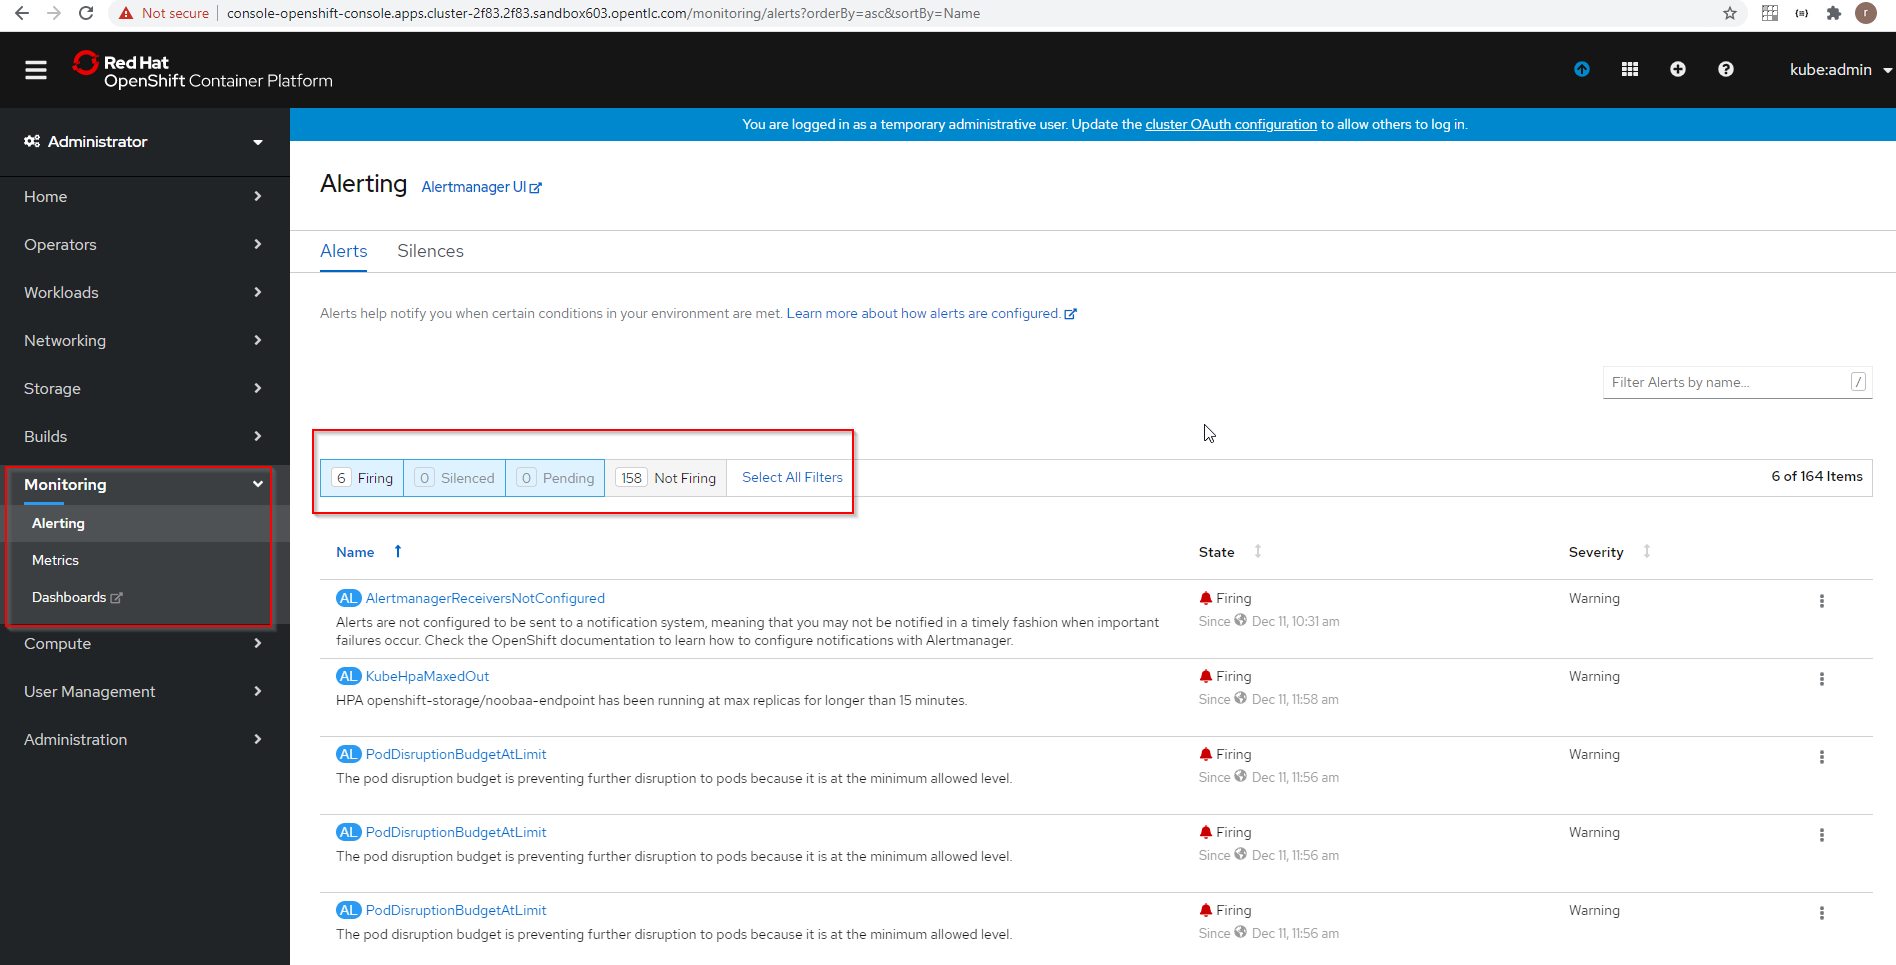 Not secure | console-openshift-console.apps.cluster-2f83.2f83.sandbox603.opentlc.com/monitoring/alerts?orderBy=asc&sortBy=Name
r
Red Hat
OpenShift Container Platform
kube:admin
Administrator
You are logged in as a temporary administrative user. Update the cluster OAuth configuration to allow others to log in.
Home
Operators
Workloads
Networking
Storage
Builds
Monitoring
Alerting
Metrics
Dashboards
Compute
User Management
Administration
Alerting Alertmanager UI
Alerts Silences
Alerts help notify you when certain conditions in your environment are met. Learn more about how alerts are configured.
Filter Alerts by name... /
6 Firing 0 Silenced 0 Pending 158 Not Firing Select All Filters 6 of 164 Items
Name State Severity
AL AlertmanagerReceiversNotConfigured Firing Warning
Alerts are not configured to be sent to a notification system, meaning that you may not be notified in a timely fashion when important Since Dec 11, 10:31 am
failures occur. Check the OpenShift documentation to learn how to configure notifications with Alertmanager.
AL KubeHpaMaxedOut Firing Warning
HPA openshift-storage/noobaa-endpoint has been running at max replicas for longer than 15 minutes. Since Dec 11, 11:58 am
AL PodDisruptionBudgetAtLimit Firing Warning
The pod disruption budget is preventing further disruption to pods because it is at the minimum allowed level. Since Dec 11, 11:56 am
AL PodDisruptionBudgetAtLimit Firing Warning
The pod disruption budget is preventing further disruption to pods because it is at the minimum allowed level. Since Dec 11, 11:56 am
AL PodDisruptionBudgetAtLimit Firing Warning
The pod disruption budget is preventing further disruption to pods because it is at the minimum allowed level. Since Dec 11, 11:56 am